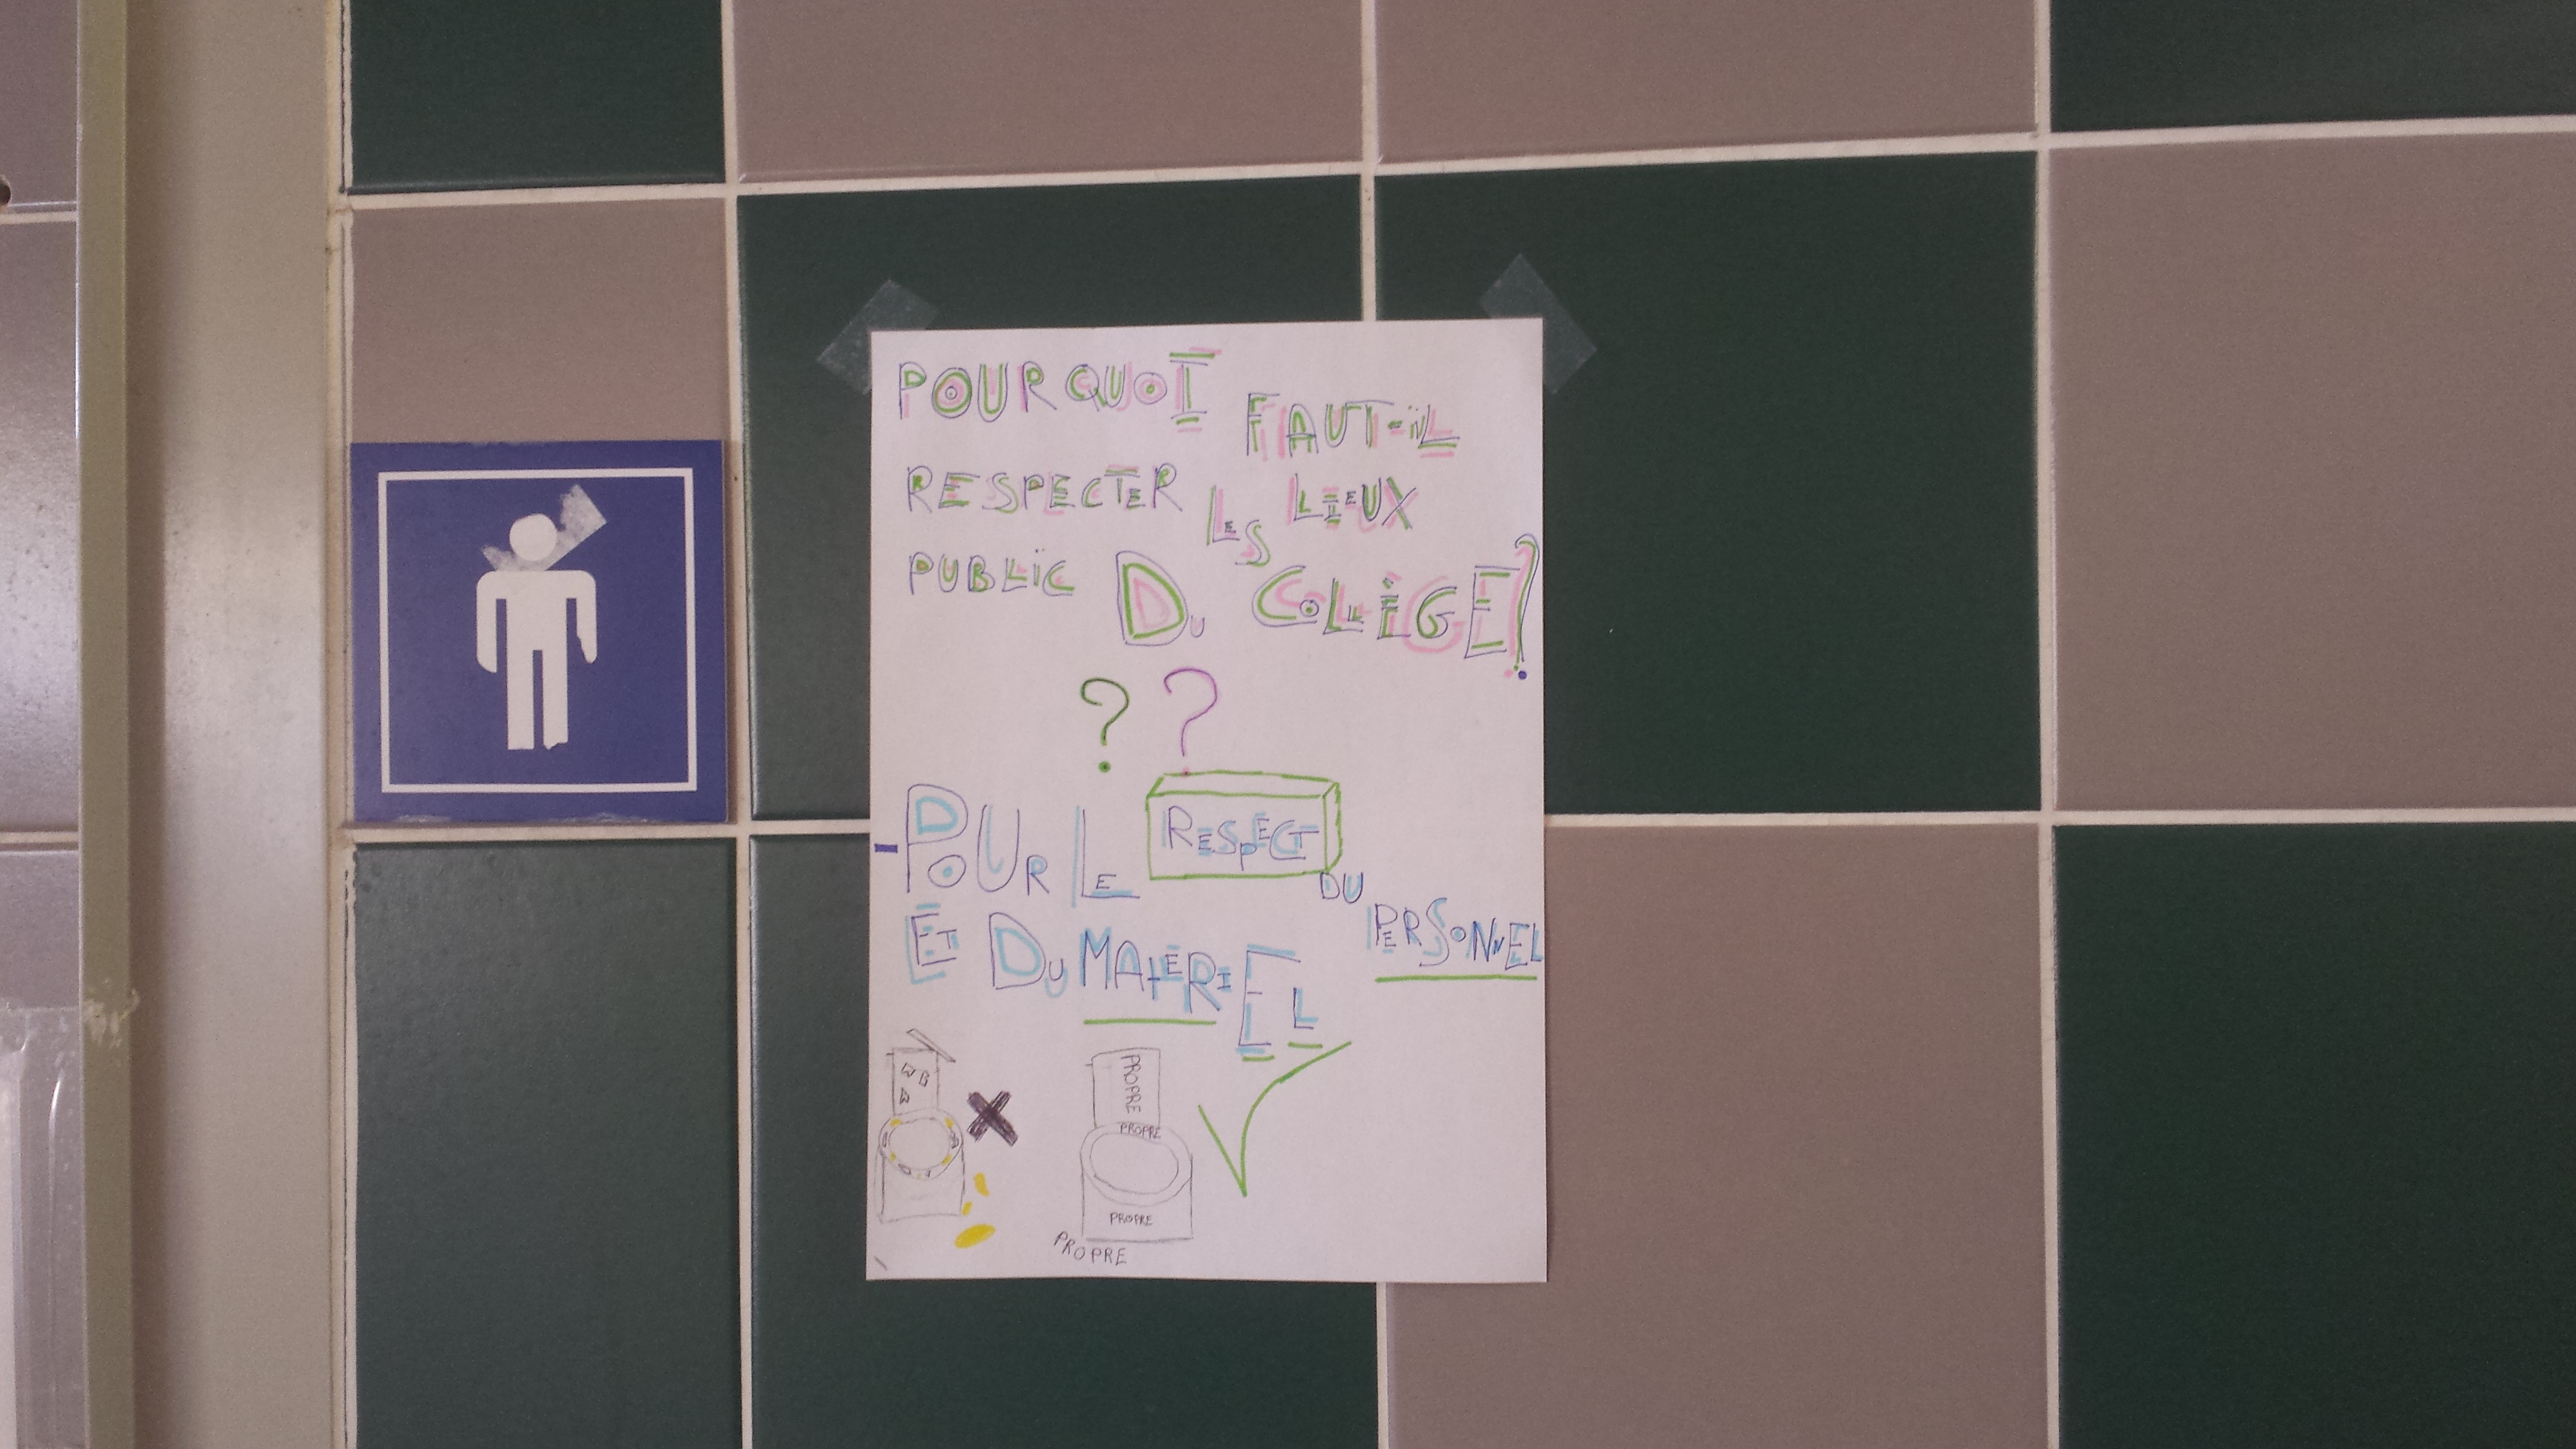 POURQUOI FAUT-iL
RESPECTER LES LiEUX
PUBLiC DU COLLEGE?
? ?
- POUR LE RESPECT DU
PERSONNEL
ET DU MATERIEL
PROPRE
PROPRE
PROPRE
PROPRE